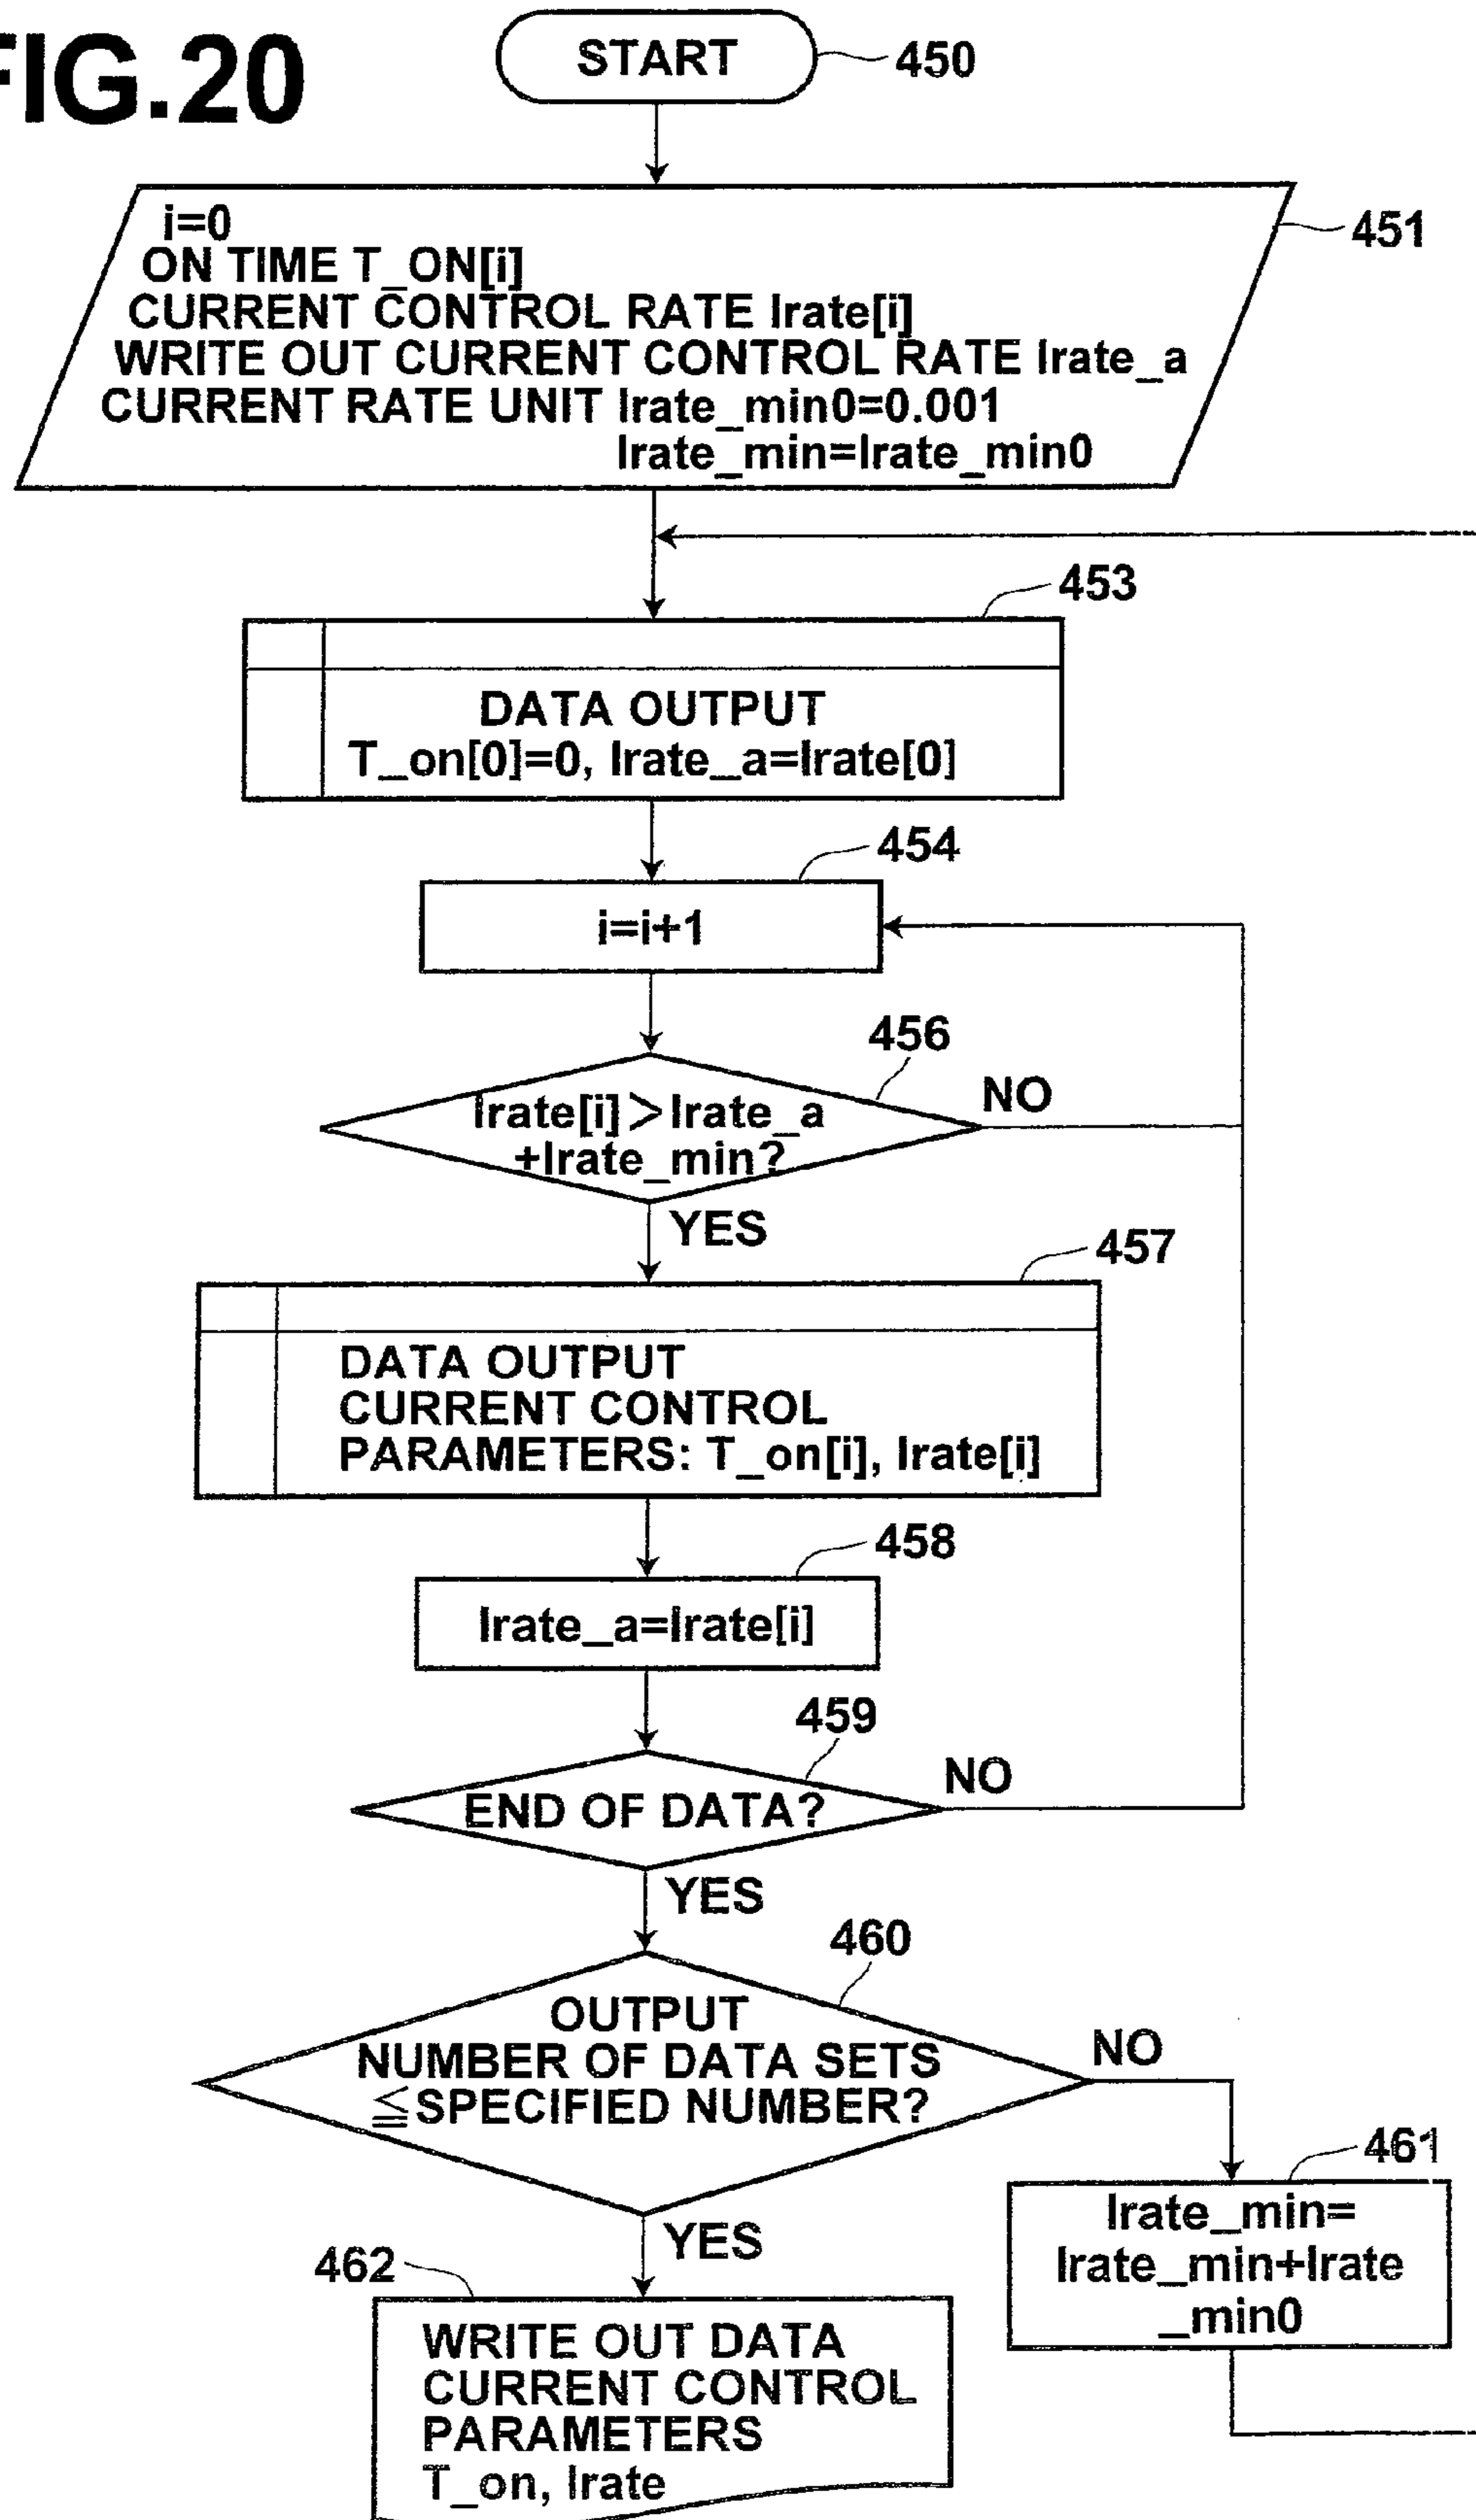 FIG.20
START
450
i=0
ON TIME T_ON[i]
CURRENT CONTROL RATE Irate[i]
WRITE OUT CURRENT CONTROL RATE Irate_a
CURRENT RATE UNIT Irate_min0=0.001
Irate_min=Irate_min0
451
453
DATA OUTPUT
T_on[0]=0, Irate_a=Irate[0]
454
i=i+1
456
Irate[i]>Irate_a
+Irate_min?
NO
YES
457
DATA OUTPUT
CURRENT CONTROL
PARAMETERS: T_on[i], Irate[i]
458
Irate_a=Irate[i]
459
END OF DATA?
NO
YES
460
OUTPUT
NUMBER OF DATA SETS
≦SPECIFIED NUMBER?
NO
YES
461
Irate_min=
Irate_min+Irate
_min0
462
WRITE OUT DATA
CURRENT CONTROL
PARAMETERS
T_on, Irate